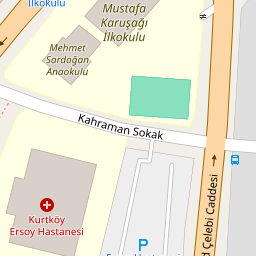 İlkokulu
Mustafa
Karuşağı
İlkokulu
Mehmet
Sardoğan
Anaokulu
Kahraman Sokak
Kurtköy
Ersoy Hastanesi
P
Çelebi Caddesi